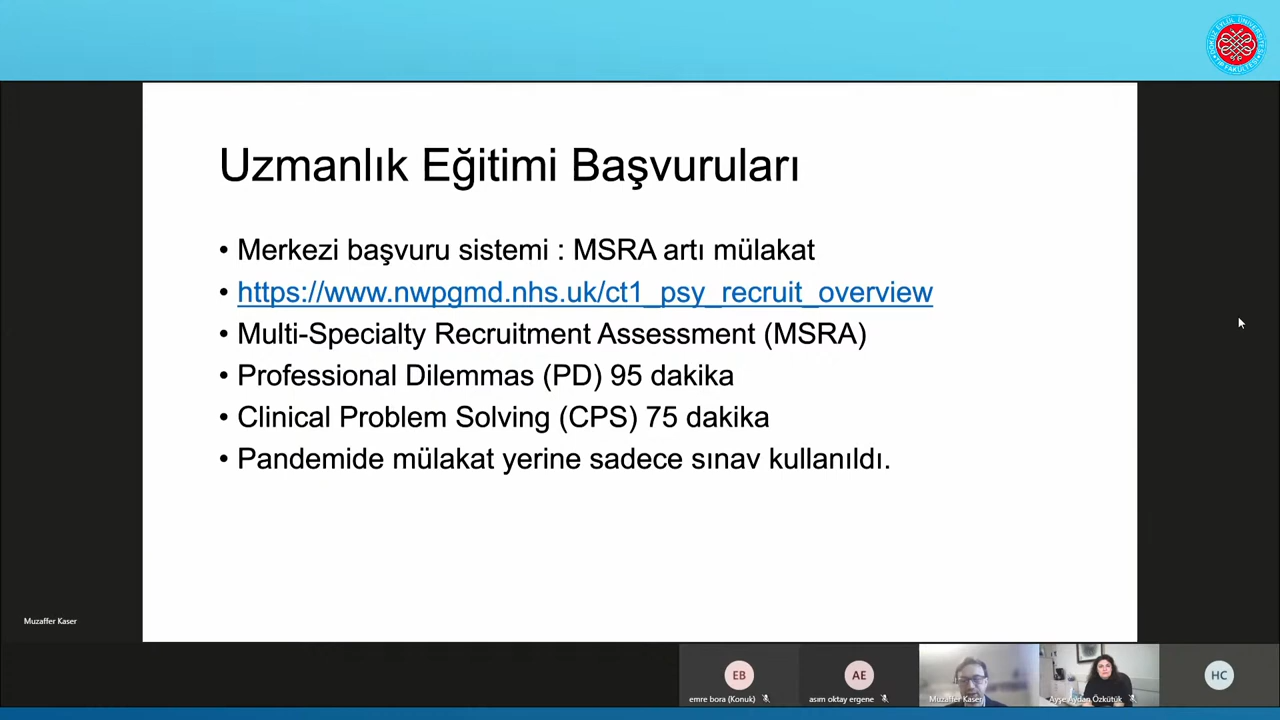 Uzmanlık Eğitimi Başvuruları
• Merkezi başvuru sistemi : MSRA artı mülakat
• https://www.nwpgmd.nhs.uk/ct1_psy_recruit_overview
• Multi-Specialty Recruitment Assessment (MSRA)
• Professional Dilemmas (PD) 95 dakika
• Clinical Problem Solving (CPS) 75 dakika
• Pandemide mülakat yerine sadece sınav kullanıldı.
Muzaffer Kaser
EB
AE
HC
emre bora (Konuk)
asım oktay ergene
Muzaffer Kaser
Ayşe Aydan Özkütük